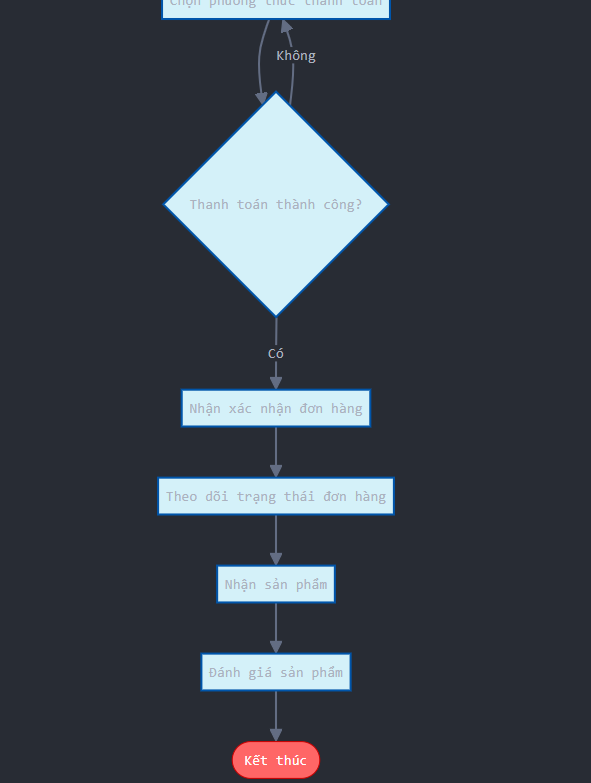 Chọn phương thức thanh toán
Không
Thanh toán thành công?
Có
Nhận xác nhận đơn hàng
Theo dõi trạng thái đơn hàng
Nhận sản phẩm
Đánh giá sản phẩm
Kết thúc